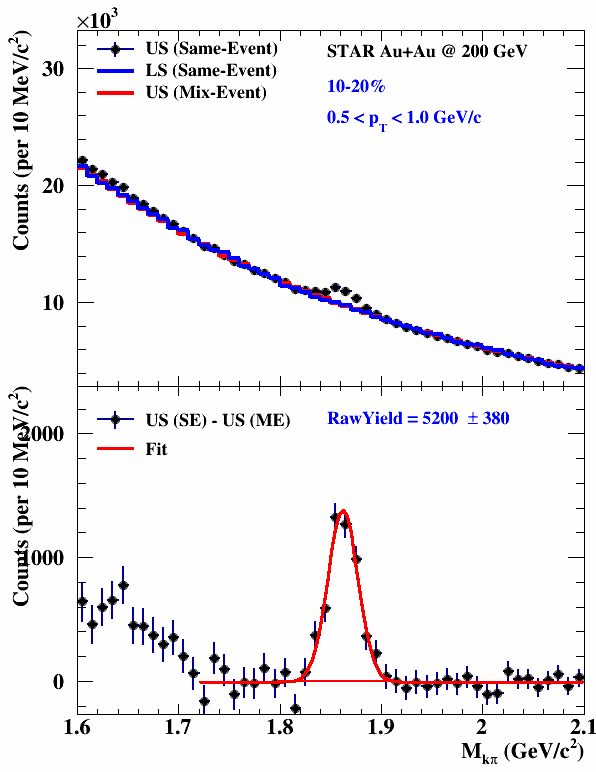 ×10³
30
20
10
Counts (per 10 MeV/c²)
US (Same-Event)
LS (Same-Event)
US (Mix-Event)
STAR Au+Au @ 200 GeV
10-20%
0.5 < p_T < 1.0 GeV/c
2000
1000
0
Counts (per 10 MeV/c²)
US (SE) - US (ME)
Fit
RawYield = 5200 ± 380
1.6 1.7 1.8 1.9 2 2.1
M_kπ (GeV/c²)